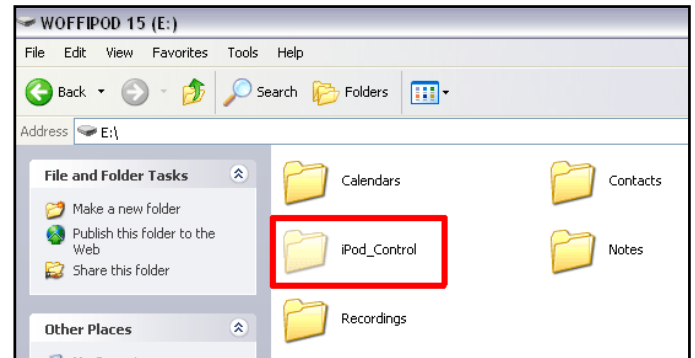 WOFFIPOD 15 (E:)
File Edit View Favorites Tools Help
Back Search Folders
Address E:\
File and Folder Tasks
Make a new folder
Publish this folder to the
Web
Share this folder
Other Places
Calendars Contacts
iPod_Control Notes
Recordings